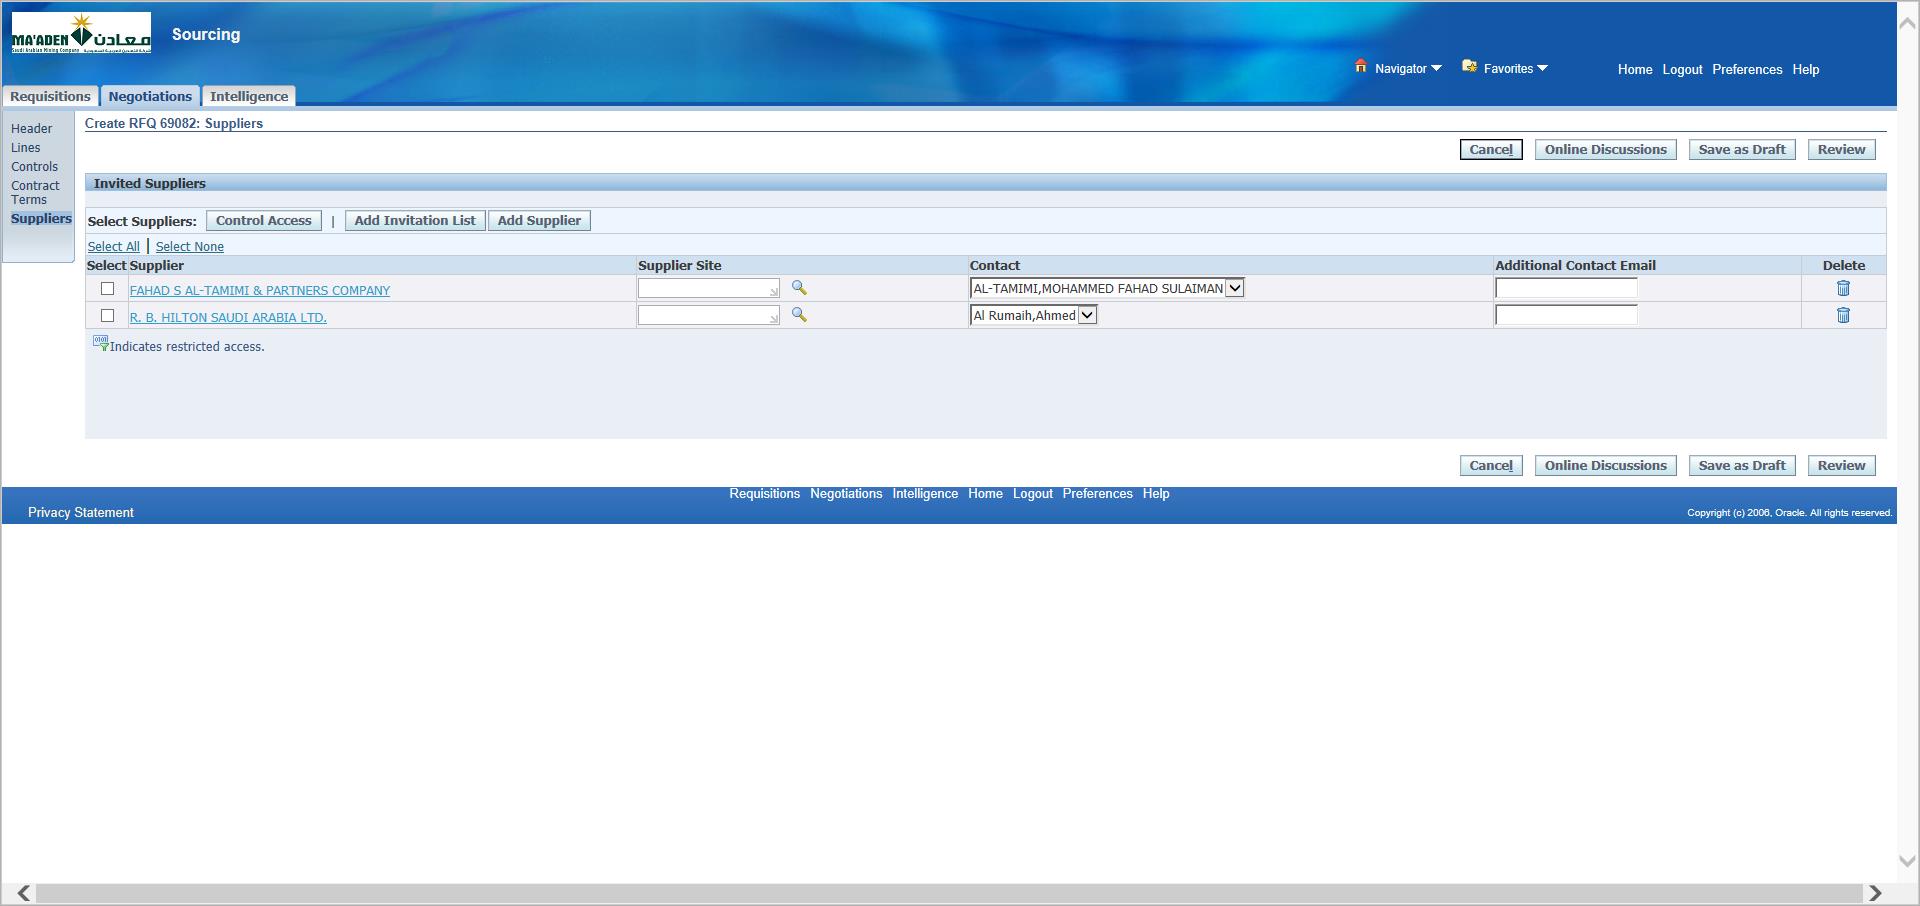 MA'ADEN معادن
Saudi Arabian Mining Company
Sourcing
Navigator Favorites Home Logout Preferences Help
Requisitions Negotiations Intelligence
Header
Lines
Controls
Contract
Terms
Suppliers
Create RFQ 69082: Suppliers
Cancel Online Discussions Save as Draft Review
Invited Suppliers
Select Suppliers: Control Access | Add Invitation List Add Supplier
Select All | Select None
Select Supplier Supplier Site Contact Additional Contact Email Delete
FAHAD S AL-TAMIMI & PARTNERS COMPANY AL-TAMIMI,MOHAMMED FAHAD SULAIMAN
R. B. HILTON SAUDI ARABIA LTD. Al Rumaih,Ahmed
Indicates restricted access.
Cancel Online Discussions Save as Draft Review
Requisitions Negotiations Intelligence Home Logout Preferences Help
Privacy Statement
Copyright (c) 2006, Oracle. All rights reserved.